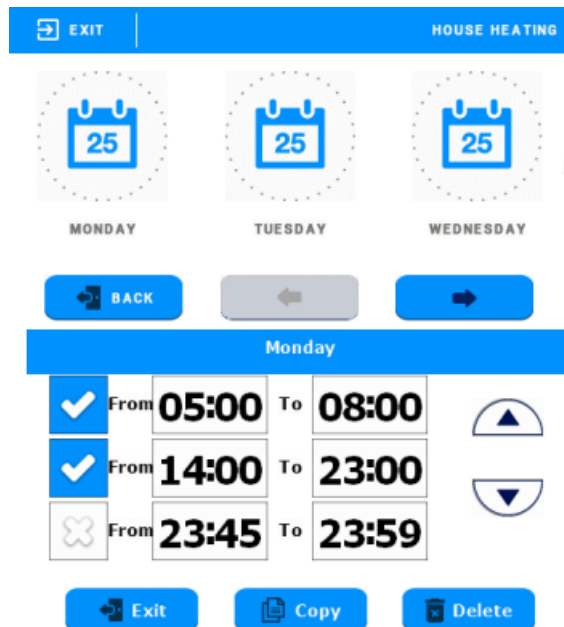 EXIT HOUSE HEATING
25 25 25
MONDAY TUESDAY WEDNESDAY
BACK
Monday
From 05:00 To 08:00
From 14:00 To 23:00
From 23:45 To 23:59
Exit Copy Delete